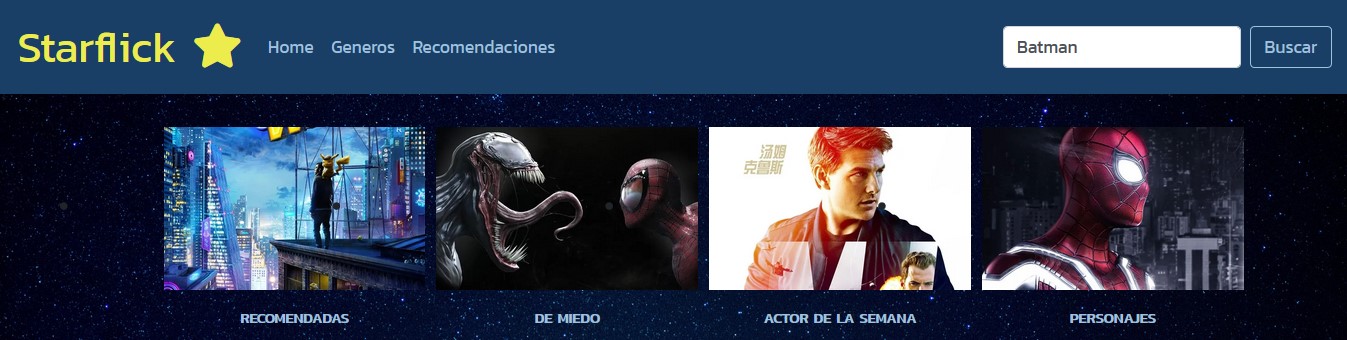 Starflick
Home Generos Recomendaciones
Batman
Buscar
汤姆
克鲁斯
RECOMENDADAS
DE MIEDO
ACTOR DE LA SEMANA
PERSONAJES